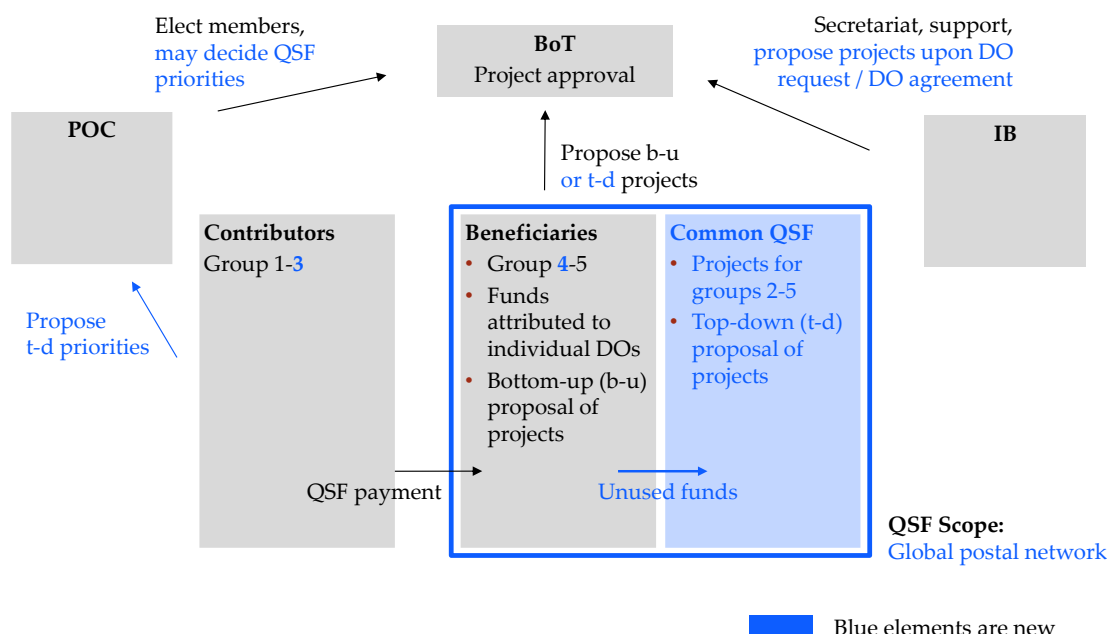 Elect members,
may decide QSF
priorities
BoT
Project approval
Secretariat, support,
propose projects upon DO
request / DO agreement
POC
IB
Propose b-u
or t-d projects
Contributors
Group 1-3
Beneficiaries
• Group 4-5
• Funds
attributed to
individual DOs
• Bottom-up (b-u)
proposal of
projects
Common QSF
• Projects for
groups 2-5
• Top-down (t-d)
proposal of
projects
Propose
t-d priorities
QSF payment
Unused funds
QSF Scope:
Global postal network
Blue elements are new